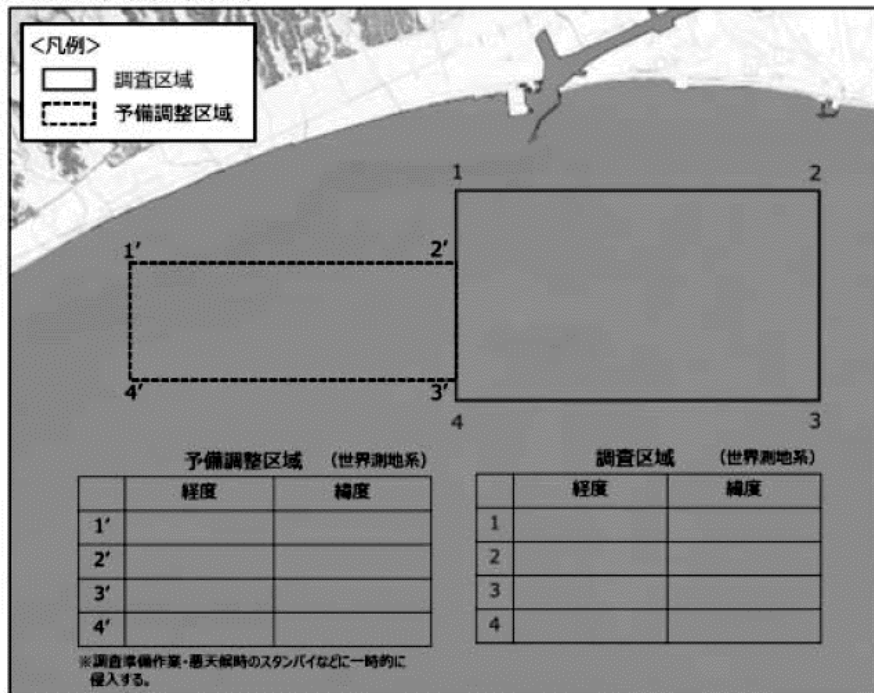 <凡例>
調査区域
予備調整区域
1 2
1′ 2′
4′ 3′
4 3
予備調整区域 (世界測地系)
経度 緯度
1′
2′
3′
4′
※調査準備作業・悪天候時のスタンバイなどに一時的に
侵入する。
調査区域 (世界測地系)
経度 緯度
1
2
3
4